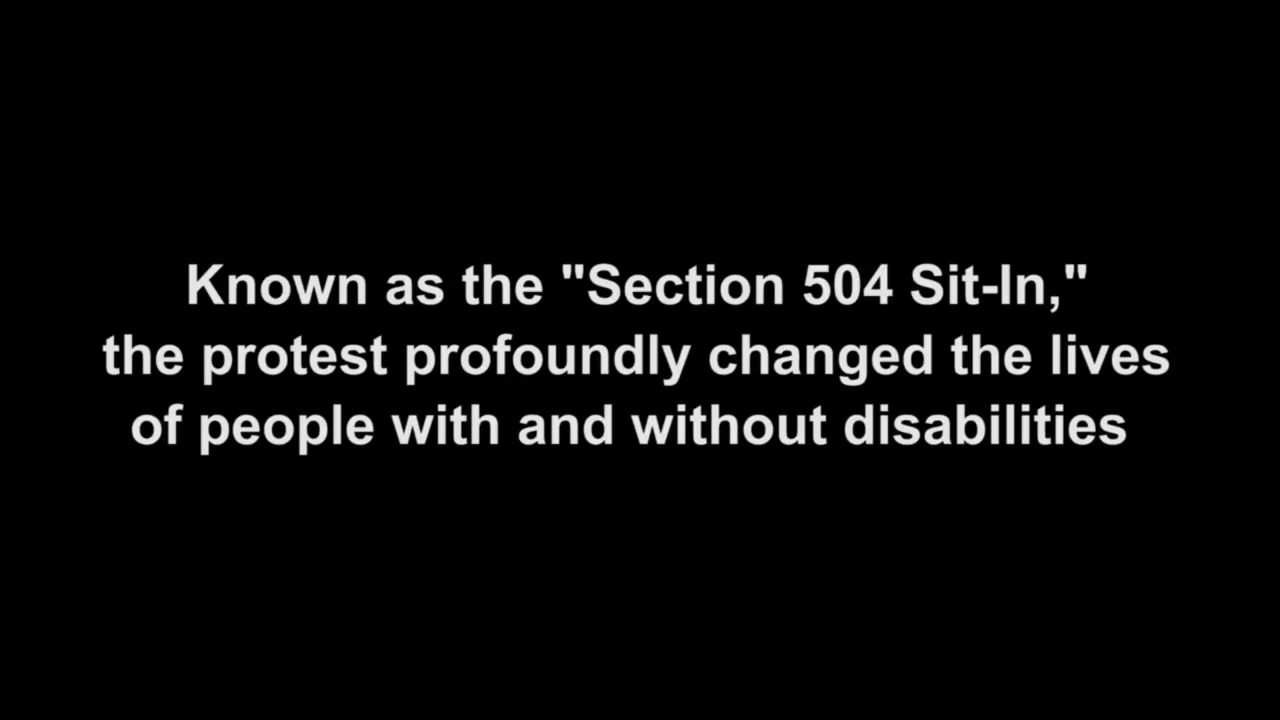 Known as the "Section 504 Sit-In,"
the protest profoundly changed the lives
of people with and without disabilities